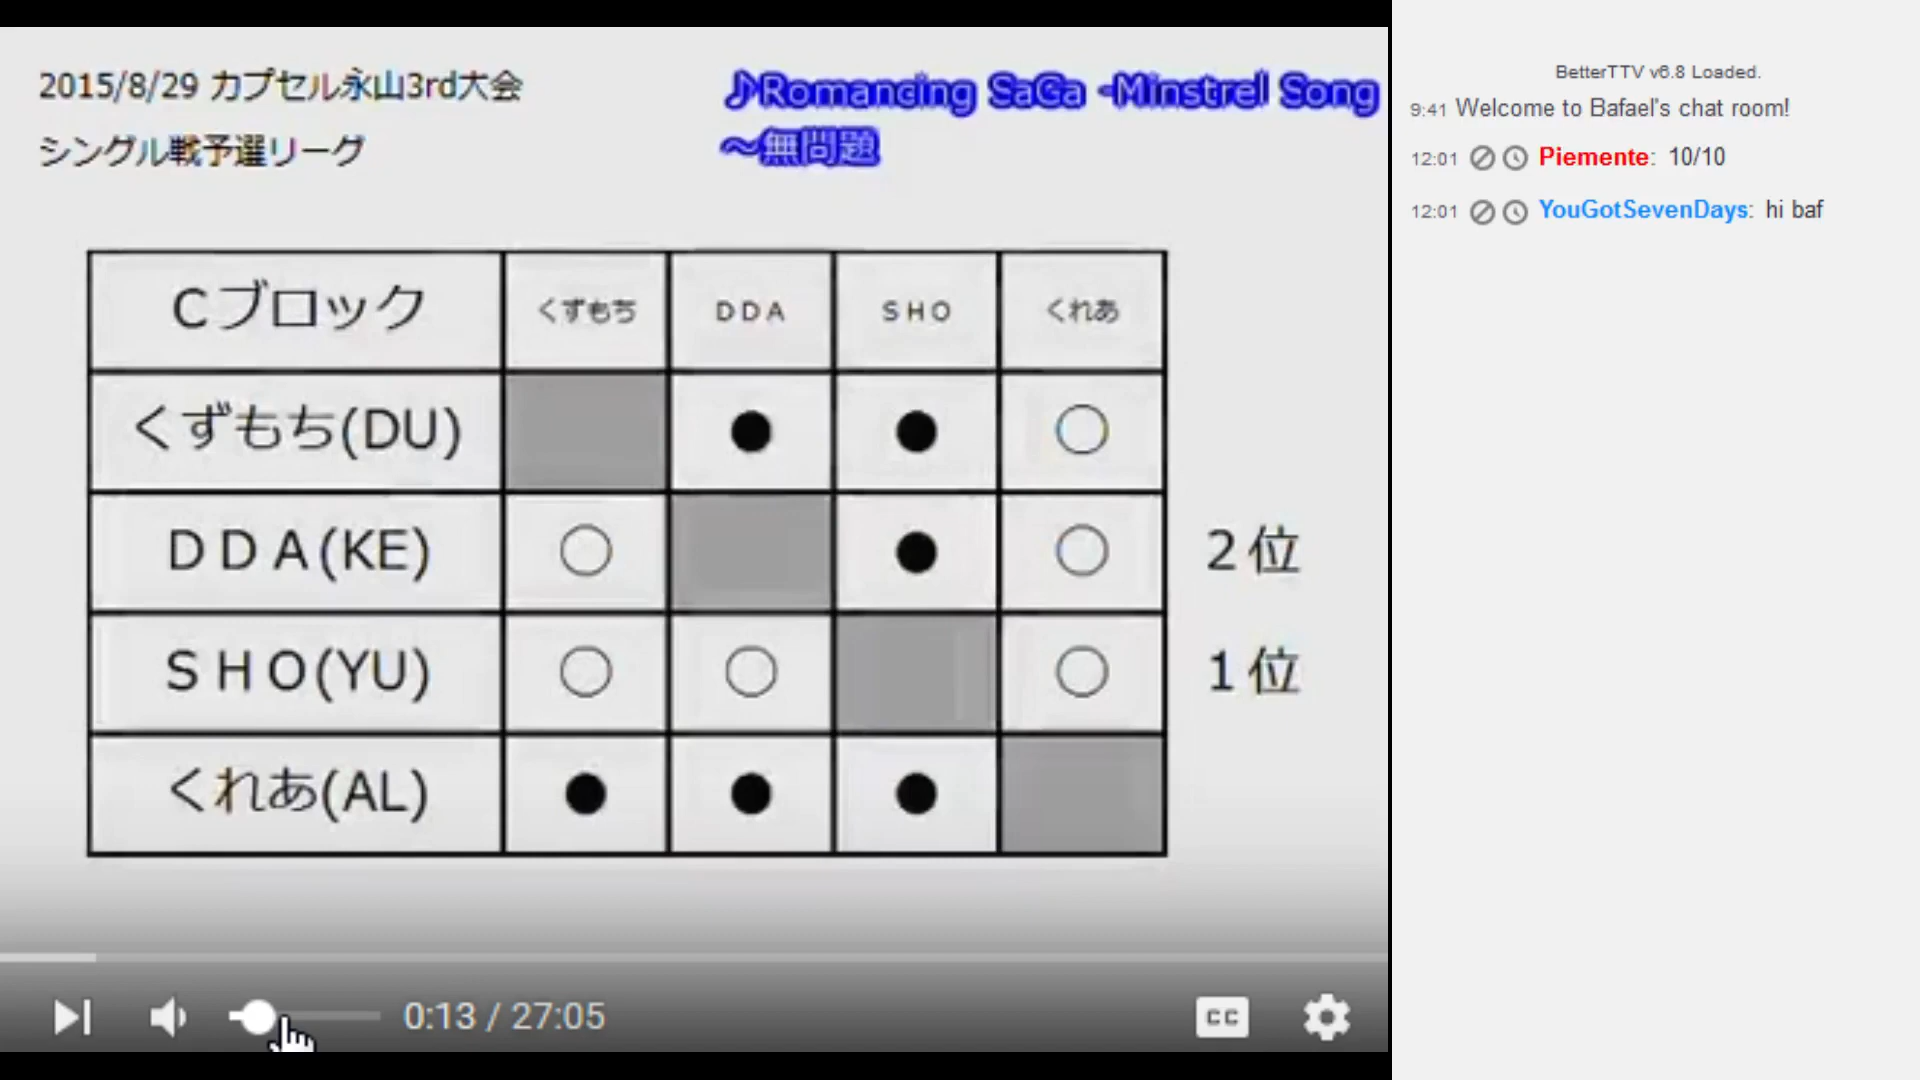 2015/8/29 カプセル永山3rd大会
シングル戦予選リーグ
♪Romancing SaGa -Minstrel Song
～無問題
Cブロック くずもち DDA SHO くれあ
くずもち(DU) ● ● ○
DDA(KE) ○ ● ○ 2位
SHO(YU) ○ ○ ○ 1位
くれあ(AL) ● ● ●
0:13 / 27:05
CC
BetterTTV v6.8 Loaded.
9:41 Welcome to Bafael's chat room!
12:01 Piemente: 10/10
12:01 YouGotSevenDays: hi baf